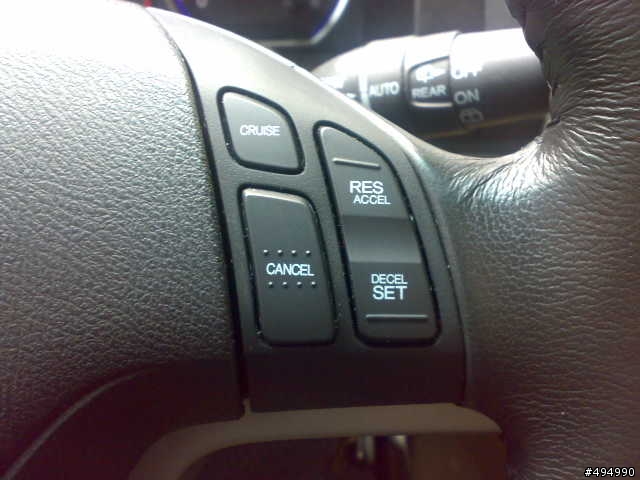 CRUISE
RES
ACCEL
CANCEL
DECEL
SET
AUTO
REAR
OFF
ON
#494990